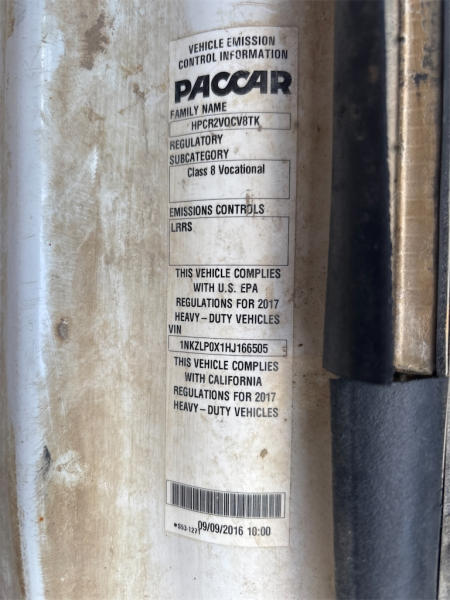 VEHICLE EMISSION
CONTROL INFORMATION
PACCAR
FAMILY NAME
HPCR2VOCV8TK
REGULATORY
SUBCATEGORY
Class 8 Vocational
EMISSIONS CONTROLS
LRRS
THIS VEHICLE COMPLIES
WITH U.S. EPA
REGULATIONS FOR 2017
HEAVY-DUTY VEHICLES
VIN
1NKZLP0X1HJ166505
THIS VEHICLE COMPLIES
WITH CALIFORNIA
REGULATIONS FOR 2017
HEAVY-DUTY VEHICLES
09/09/2016 10:00